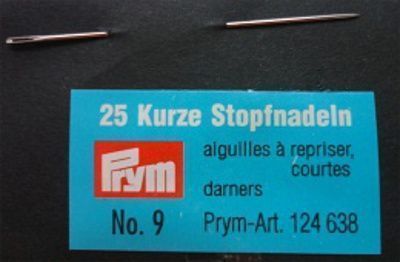 25 Kurze Stopfnadeln
Prym
aiguilles à repriser,
courtes
darners
No. 9 Prym-Art. 124 638